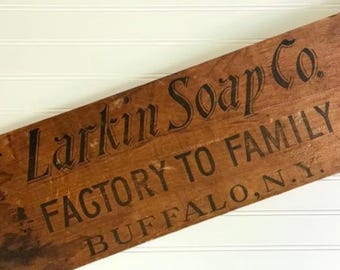 Larkin Soap Co.
FACTORY TO FAMILY
BUFFALO, N.Y.